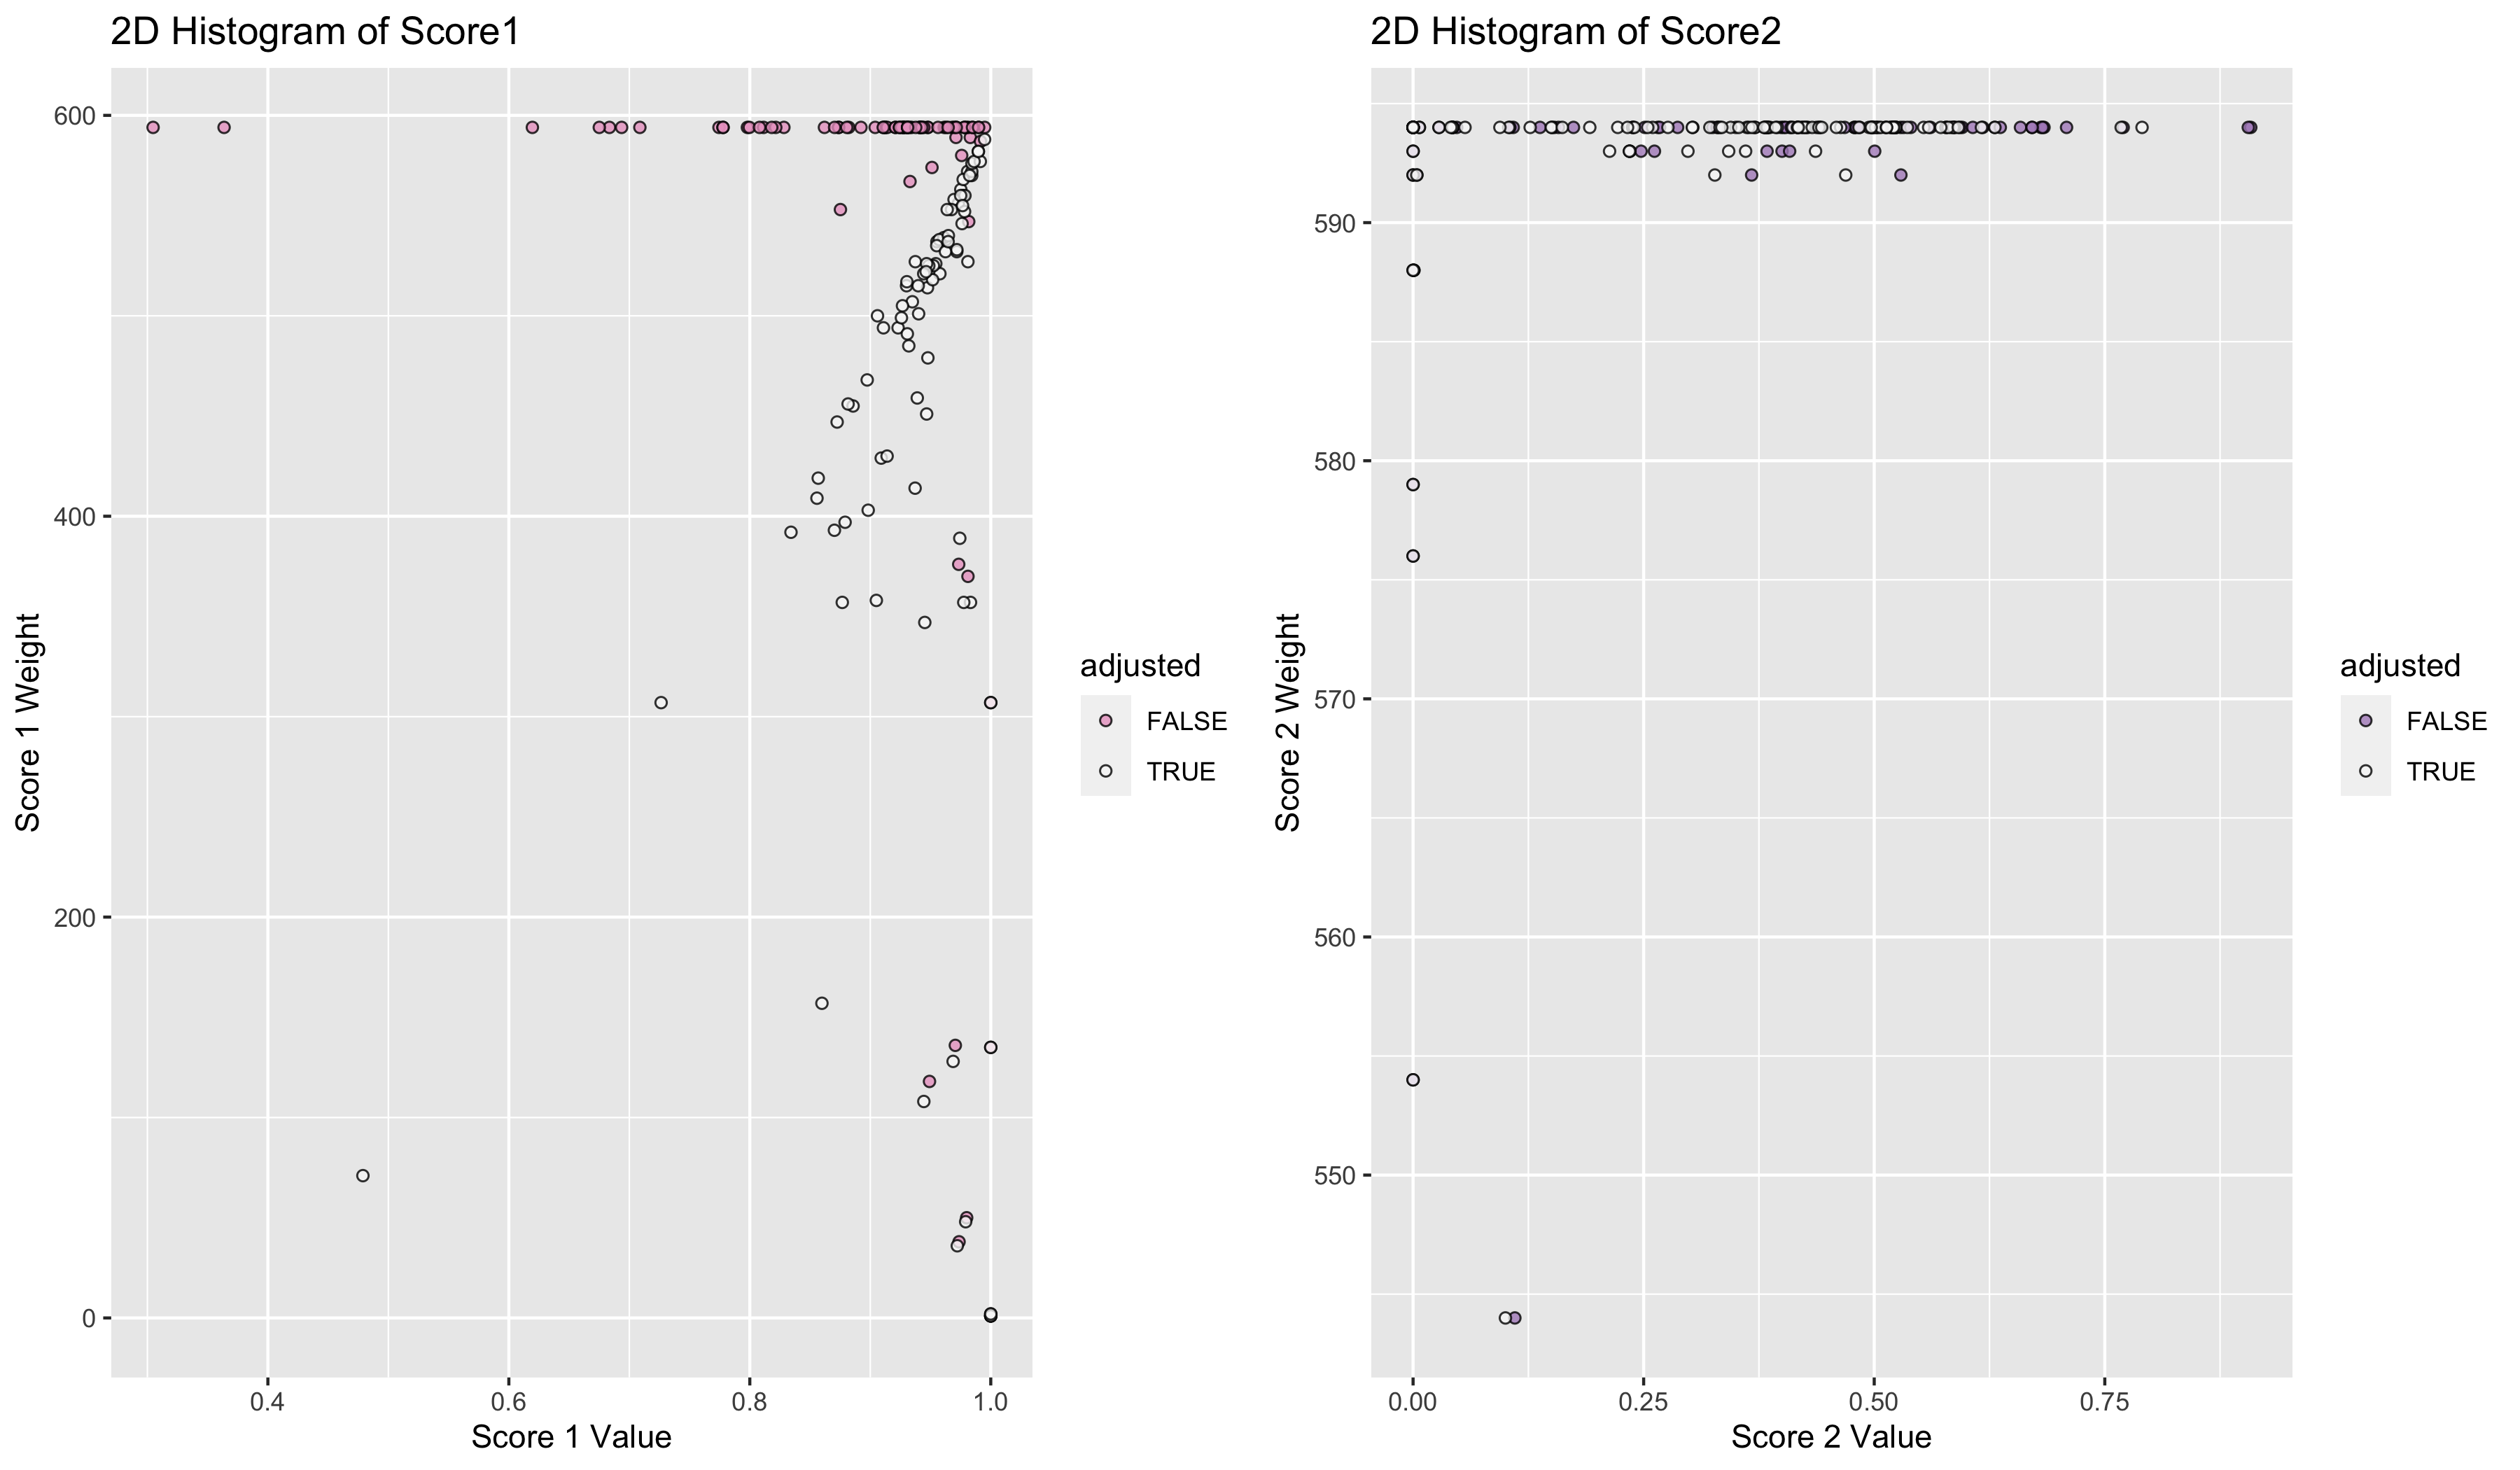 2D Histogram of Score1
600
400
200
0
Score 1 Weight
0.4 0.6 0.8 1.0
Score 1 Value
adjusted
FALSE
TRUE
2D Histogram of Score2
590
580
570
560
550
Score 2 Weight
0.00 0.25 0.50 0.75
Score 2 Value
adjusted
FALSE
TRUE